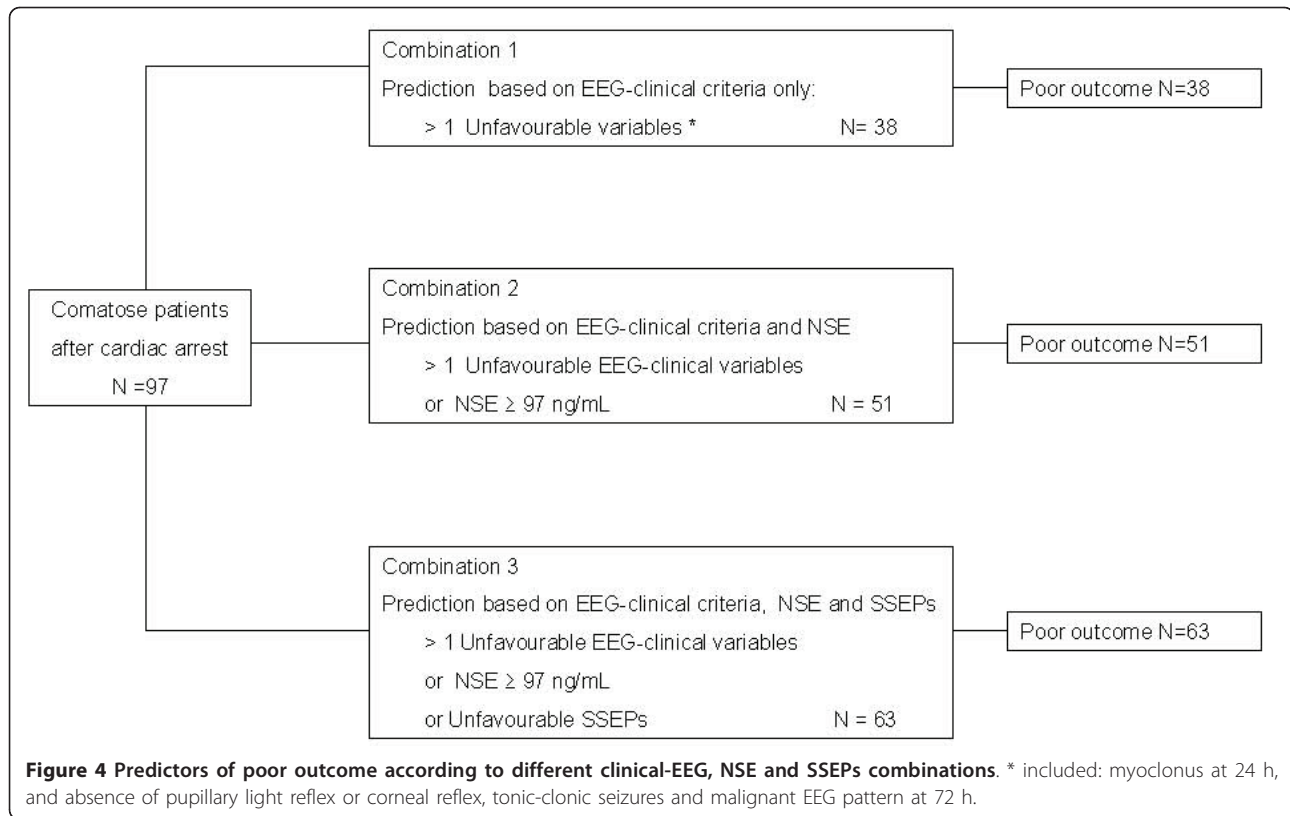 Combination 1
Prediction based on EEG-clinical criteria only:
> 1 Unfavourable variables * N= 38
Poor outcome N=38
Comatose patients
after cardiac arrest
N =97
Combination 2
Prediction based on EEG-clinical criteria and NSE
> 1 Unfavourable EEG-clinical variables
or NSE ≥ 97 ng/mL N = 51
Poor outcome N=51
Combination 3
Prediction based on EEG-clinical criteria, NSE and SSEPs
> 1 Unfavourable EEG-clinical variables
or NSE ≥ 97 ng/mL
or Unfavourable SSEPs N = 63
Poor outcome N=63
Figure 4 Predictors of poor outcome according to different clinical-EEG, NSE and SSEPs combinations. * included: myoclonus at 24 h,
and absence of pupillary light reflex or corneal reflex, tonic-clonic seizures and malignant EEG pattern at 72 h.